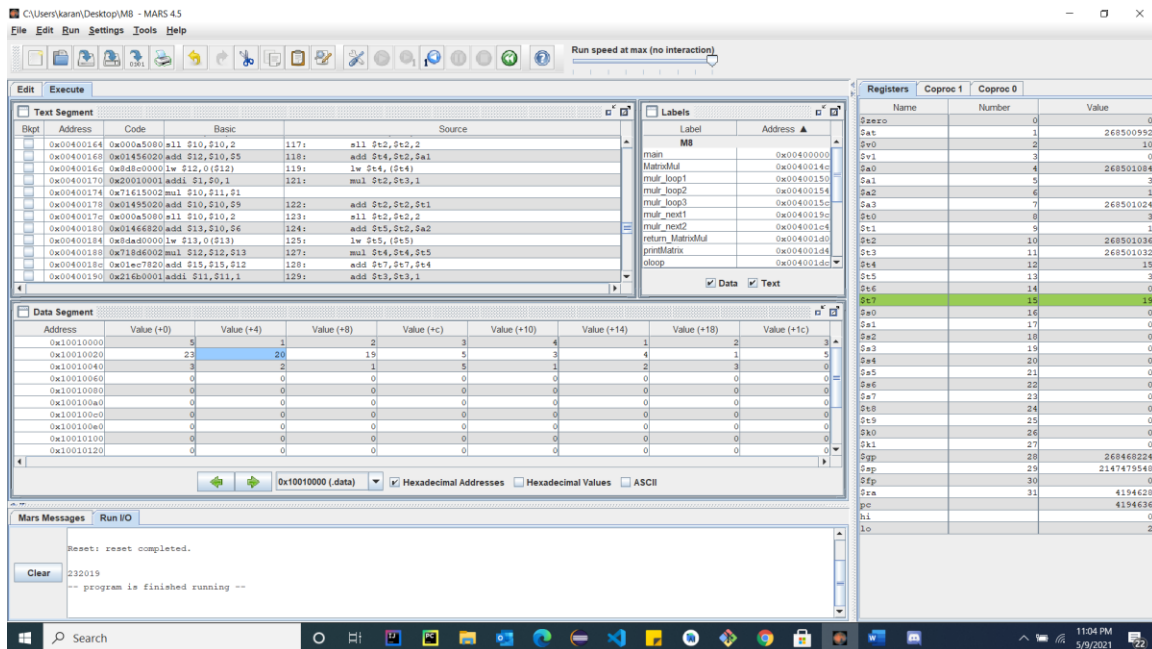 C:\Users\karan\Desktop\M8 - MARS 4.5
File Edit Run Settings Tools Help
Run speed at max (no interaction)
Edit Execute
Text Segment
Bkpt Address Code Basic Source
0x00400164 0x000a5080 sll $10,$10,2 117: sll $t2,$t2,2
0x00400168 0x01456020 add $12,$10,$5 118: add $t4,$t2,$a1
0x0040016c 0x8d8c0000 lw $12,0($12) 119: lw $t4, ($t4)
0x00400170 0x20010001 addi $1,$0,1 121: mul $t2,$t3,1
0x00400174 0x71615002 mul $10,$11,$1
0x00400178 0x01495020 add $10,$10,$9 122: add $t2,$t2,$t1
0x0040017c 0x000a5080 sll $10,$10,2 123: sll $t2,$t2,2
0x00400180 0x01466820 add $13,$10,$6 124: add $t5,$t2,$a2
0x00400184 0x8dad0000 lw $13,0($13) 125: lw $t5, ($t5)
0x00400188 0x718d6002 mul $12,$12,$13 127: mul $t4,$t4,$t5
0x0040018c 0x01ec7820 add $15,$15,$12 128: add $t7,$t7,$t4
0x00400190 0x216b0001 addi $11,$11,1 129: add $t3,$t3,1
Labels
Label Address ▲
M8
main 0x00400000
MatrixMul 0x0040014c
mulr_loop1 0x00400150
mulr_loop2 0x00400154
mulr_loop3 0x0040015c
mulr_next1 0x0040019c
mulr_next2 0x004001c4
return_MatrixMul 0x004001d0
printMatrix 0x004001d4
oloop 0x004001dc
Data Text
Data Segment
Address Value (+0) Value (+4) Value (+8) Value (+c) Value (+10) Value (+14) Value (+18) Value (+1c)
0x10010000 5 1 2 3 4 1 2 3
0x10010020 23 20 19 5 3 4 1 5
0x10010040 3 2 1 5 1 2 3 0
0x10010060 0 0 0 0 0 0 0 0
0x10010080 0 0 0 0 0 0 0 0
0x100100a0 0 0 0 0 0 0 0 0
0x100100c0 0 0 0 0 0 0 0 0
0x100100e0 0 0 0 0 0 0 0 0
0x10010100 0 0 0 0 0 0 0 0
0x10010120 0 0 0 0 0 0 0 0
0x10010000 (.data) Hexadecimal Addresses Hexadecimal Values ASCII
Mars Messages Run I/O
Reset: reset completed.
Clear
232019
-- program is finished running --
Registers Coproc 1 Coproc 0
Name Number Value
$zero 0 0
$at 1 268500992
$v0 2 10
$v1 3 0
$a0 4 268501084
$a1 5 3
$a2 6 1
$a3 7 268501024
$t0 8 3
$t1 9 1
$t2 10 268501036
$t3 11 268501032
$t4 12 15
$t5 13 3
$t6 14 0
$t7 15 19
$s0 16 0
$s1 17 0
$s2 18 0
$s3 19 0
$s4 20 0
$s5 21 0
$s6 22 0
$s7 23 0
$t8 24 0
$t9 25 0
$k0 26 0
$k1 27 0
$gp 28 268468224
$sp 29 2147479548
$fp 30 0
$ra 31 4194628
pc 4194636
hi 0
lo 2
Search
11:04 PM
5/9/2021
22